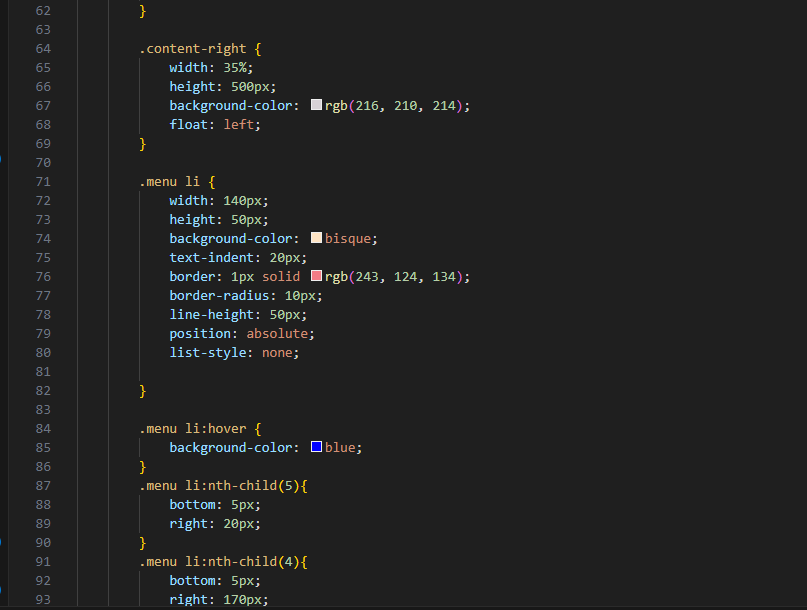 62 }
63
64 .content-right {
65 width: 35%;
66 height: 500px;
67 background-color: rgb(216, 210, 214);
68 float: left;
69 }
70
71 .menu li {
72 width: 140px;
73 height: 50px;
74 background-color: bisque;
75 text-indent: 20px;
76 border: 1px solid rgb(243, 124, 134);
77 border-radius: 10px;
78 line-height: 50px;
79 position: absolute;
80 list-style: none;
81
82 }
83
84 .menu li:hover {
85 background-color: blue;
86 }
87 .menu li:nth-child(5){
88 bottom: 5px;
89 right: 20px;
90 }
91 .menu li:nth-child(4){
92 bottom: 5px;
93 right: 170px;